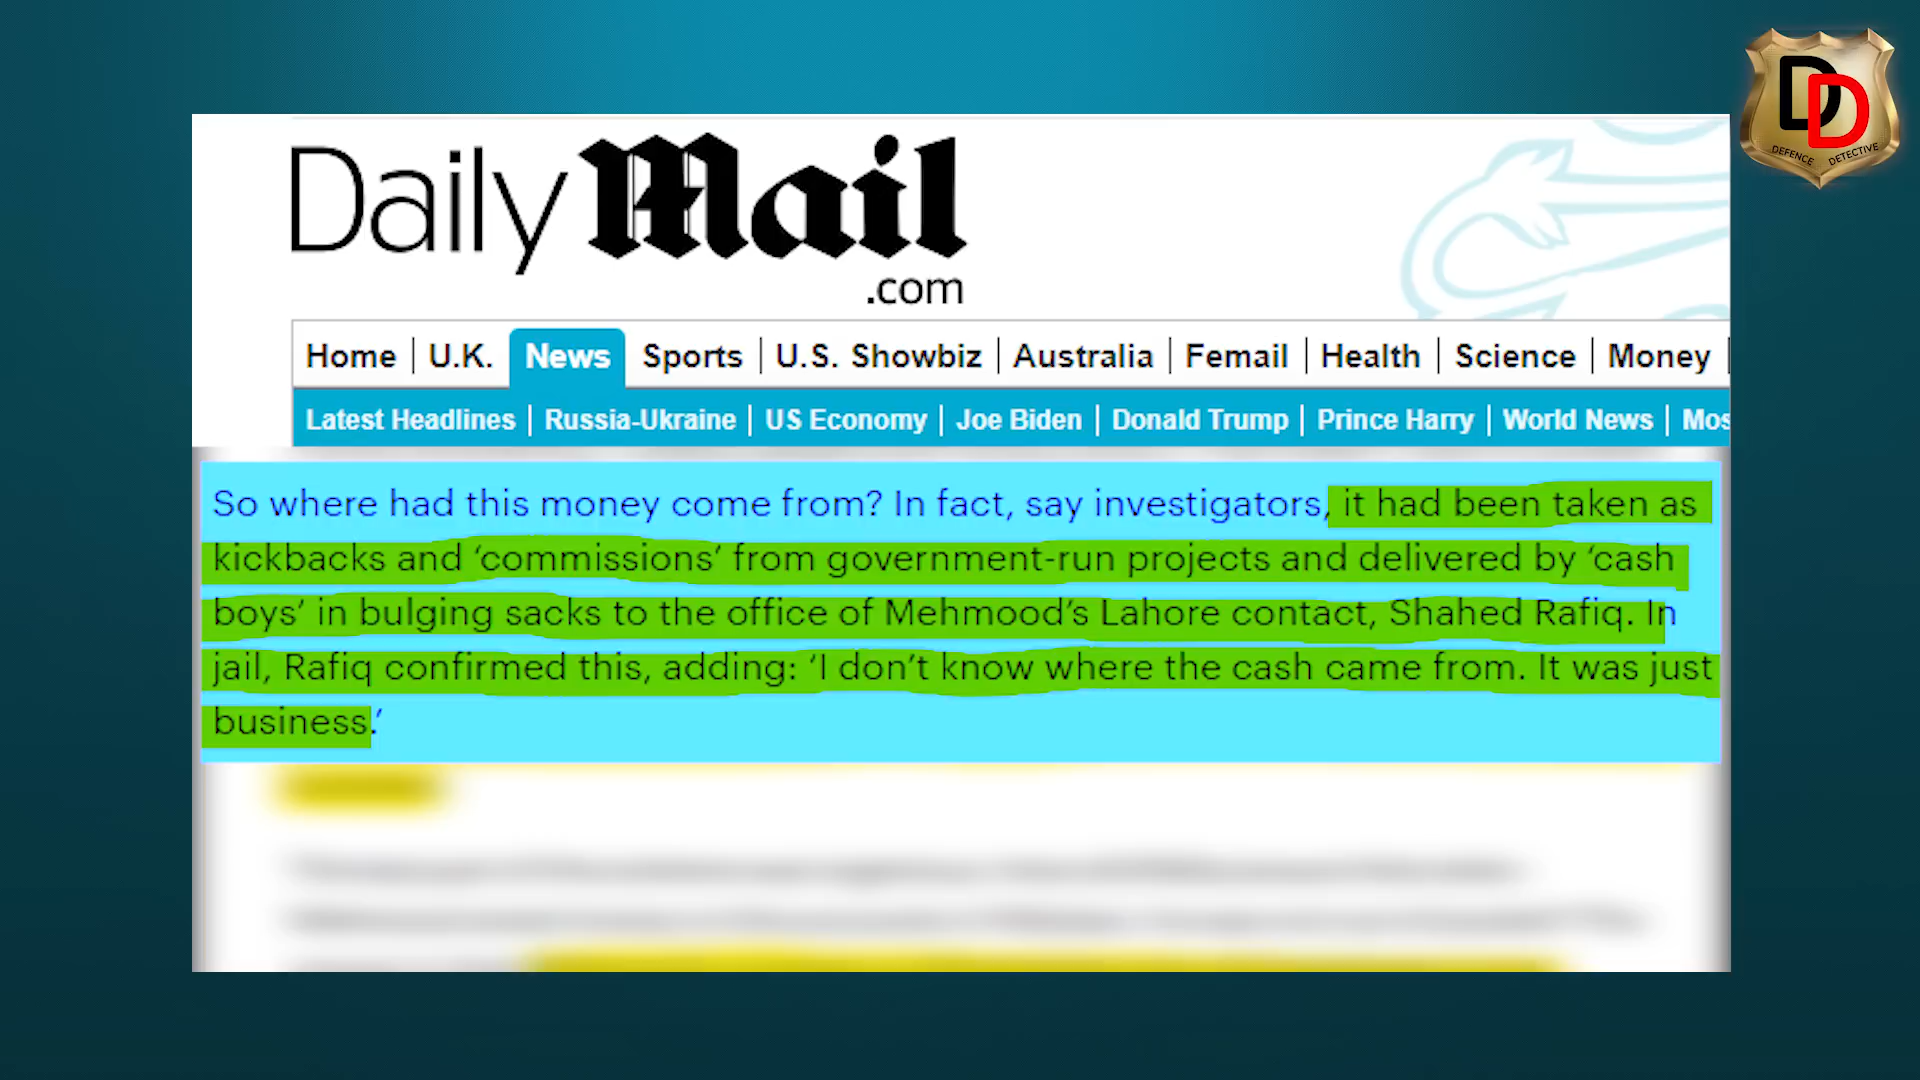 DD
DEFENCE DETECTIVE
Daily Mail
.com
Home U.K. News Sports U.S. Showbiz Australia Femail Health Science Money
Latest Headlines Russia-Ukraine US Economy Joe Biden Donald Trump Prince Harry World News Mos
So where had this money come from? In fact, say investigators, it had been taken as
kickbacks and ‘commissions’ from government-run projects and delivered by ‘cash
boys’ in bulging sacks to the office of Mehmood’s Lahore contact, Shahed Rafiq. In
jail, Rafiq confirmed this, adding: ‘I don’t know where the cash came from. It was just
business.’